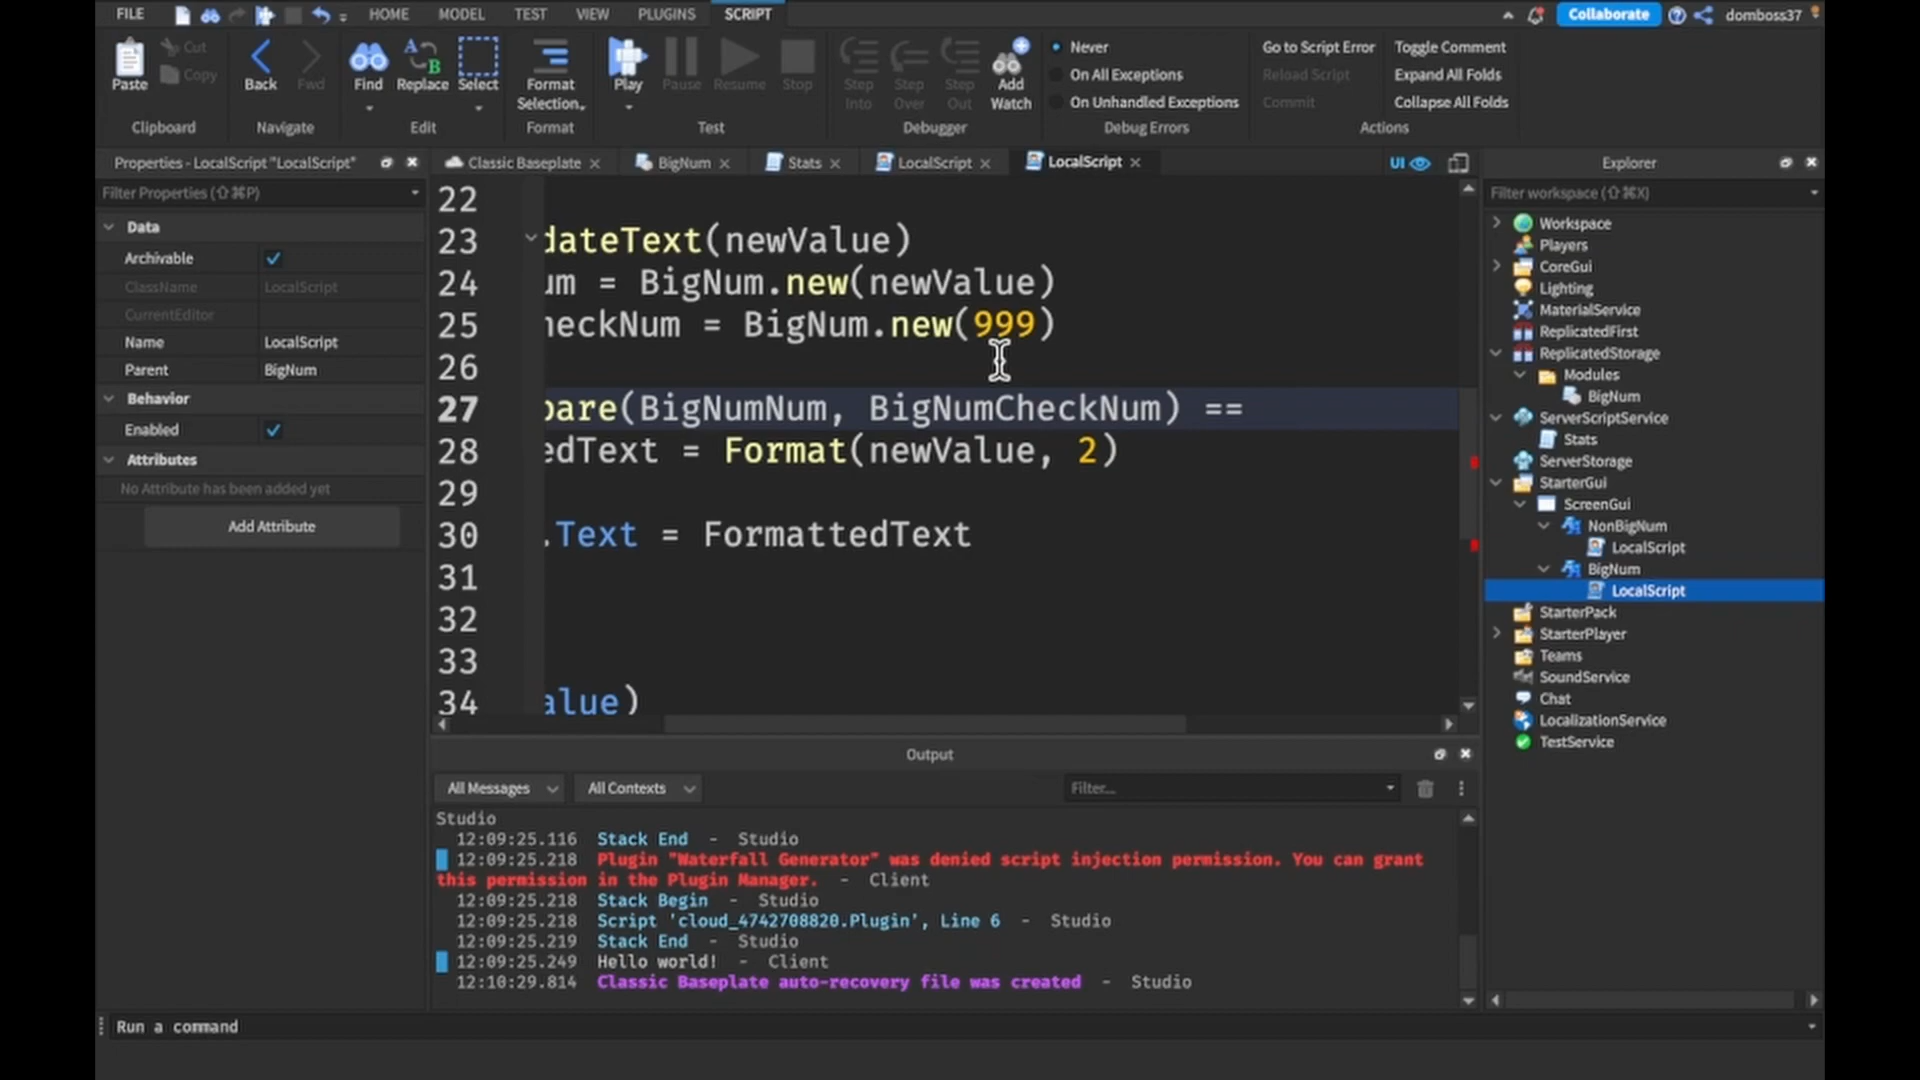 FILE HOME MODEL TEST VIEW PLUGINS SCRIPT Collaborate domboss37
Paste Cut Copy Back Fwd Find Replace Select Format Selection Play Pause Resume Stop Step Into Step Over Step Out Add Watch
Never
On All Exceptions
On Unhandled Exceptions
Go to Script Error
Reload Script
Commit
Toggle Comment
Expand All Folds
Collapse All Folds
Clipboard Navigate Edit Format Test Debugger Debug Errors Actions
Properties - LocalScript "LocalScript"
Filter Properties (⇧⌘P)
Data
Archivable
ClassName LocalScript
CurrentEditor
Name LocalScript
Parent BigNum
Behavior
Enabled
Attributes
No Attribute has been added yet
Add Attribute
Classic Baseplate BigNum Stats LocalScript LocalScript UI
22
23 dateText(newValue)
24 um = BigNum.new(newValue)
25 heckNum = BigNum.new(999)
26
27 pare(BigNumNum, BigNumCheckNum) ==
28 edText = Format(newValue, 2)
29
30 .Text = FormattedText
31
32
33
34 alue)
Output
All Messages All Contexts Filter...
Studio
12:09:25.116 Stack End - Studio
12:09:25.218 Plugin "Waterfall Generator" was denied script injection permission. You can grant
this permission in the Plugin Manager. - Client
12:09:25.218 Stack Begin - Studio
12:09:25.218 Script 'cloud_4742708820.Plugin', Line 6 - Studio
12:09:25.219 Stack End - Studio
12:09:25.249 Hello world! - Client
12:10:29.814 Classic Baseplate auto-recovery file was created - Studio
Run a command
Explorer
Filter workspace (⇧⌘X)
Workspace
Players
CoreGui
Lighting
MaterialService
ReplicatedFirst
ReplicatedStorage
Modules
BigNum
ServerScriptService
Stats
ServerStorage
StarterGui
ScreenGui
NonBigNum
LocalScript
BigNum
LocalScript
StarterPack
StarterPlayer
Teams
SoundService
Chat
LocalizationService
TestService